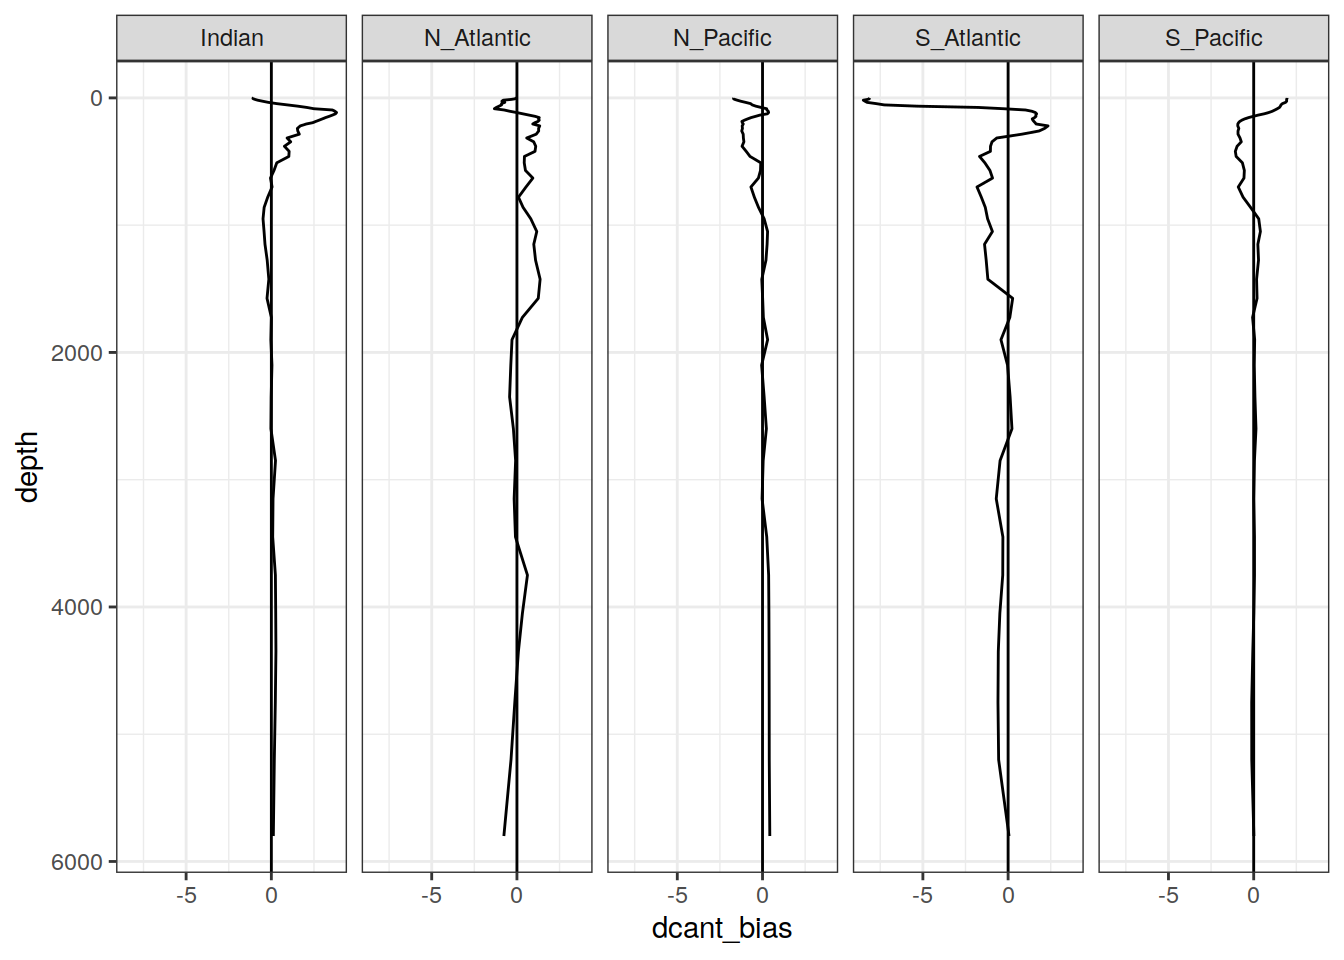 Indian
N_Atlantic
N_Pacific
S_Atlantic
S_Pacific
0
2000
4000
6000
depth
-5 0
-5 0
-5 0
-5 0
-5 0
dcant_bias